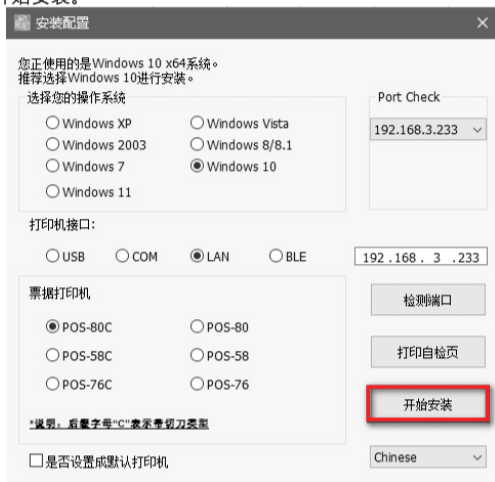 开始安装。
安装配置
您正使用的是Windows 10 x64系统。
推荐选择Windows 10进行安装。
选择您的操作系统
Port Check
Windows XP
Windows Vista
192.168.3.233
Windows 2003
Windows 8/8.1
Windows 7
Windows 10
Windows 11
打印机接口:
USB
COM
LAN
BLE
192 . 168 . 3 . 233
票据打印机
检测端口
POS-80C
POS-80
POS-58C
POS-58
打印自检页
POS-76C
POS-76
开始安装
*说明：后缀字母“C”表示带切刀类型
是否设置成默认打印机
Chinese